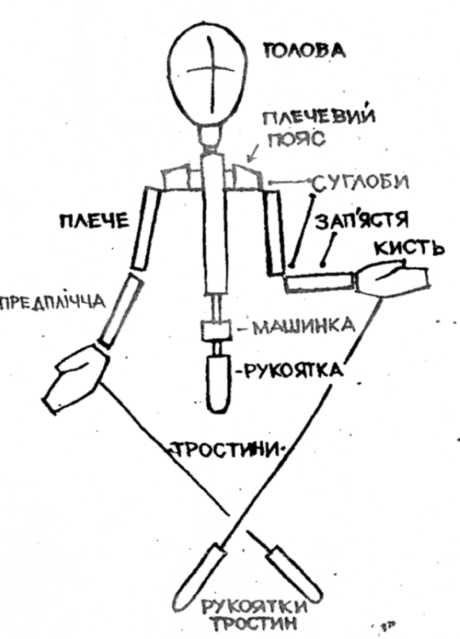 ГОЛОВА
ПЛЕЧЕВИЙ
ПОЯС
СУГЛОБИ
ПЛЕЧЕ
ЗАП'ЯСТЯ
КИСТЬ
ПРЕДПЛІЧЧА
МАШИНКА
РУКОЯТКА
ТРОСТИНИ
РУКОЯТКИ
ТРОСТИН